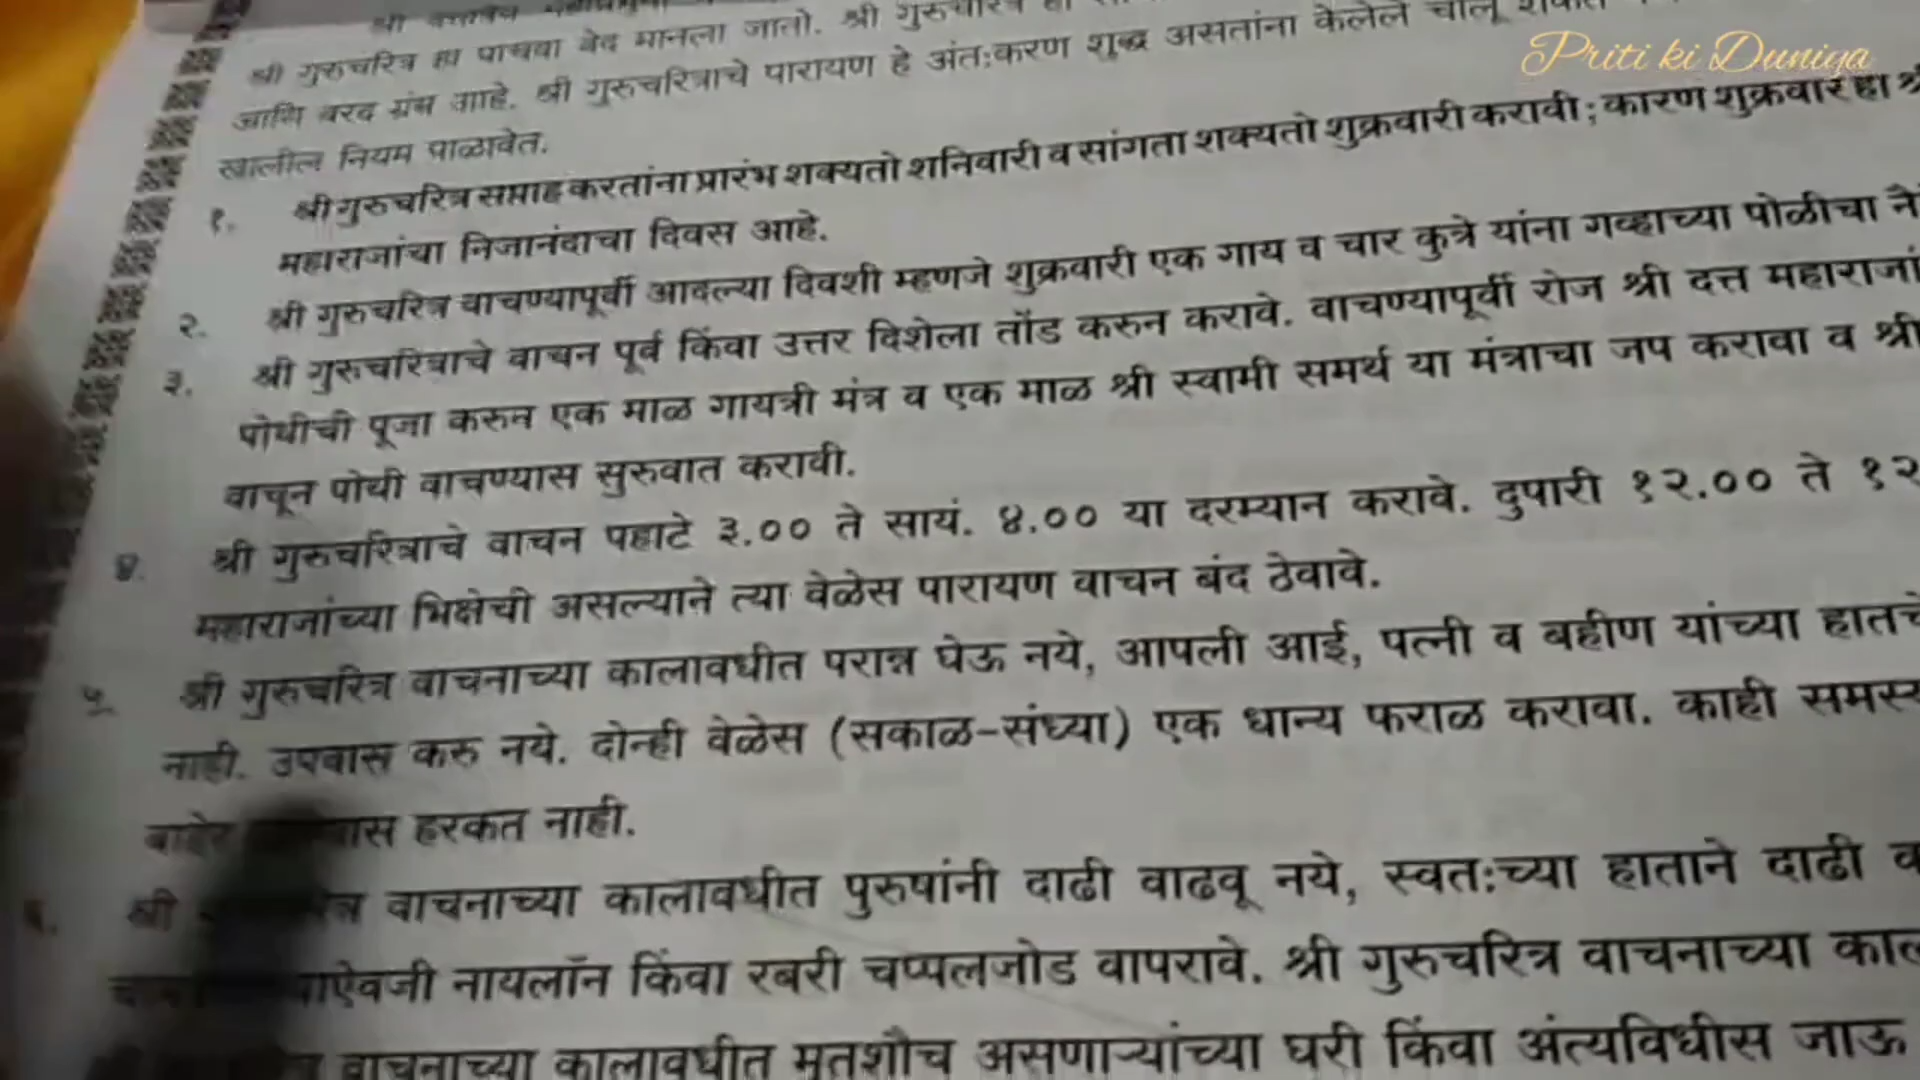 Priti ki Duniya
श्री गुरुचरित्र हा पाचवा वेद मानला जातो. श्री गुरुचरित्र हा
आणि वरद ग्रंथ आहे. श्री गुरुचरित्राचे पारायण हे अंतःकरण शुद्ध असतांना केलेले चालू
खालील नियम पाळावेत.
१. श्री गुरुचरित्र सप्ताह करतांना प्रारंभ शक्यतो शनिवारी व सांगता शक्यतो शुक्रवारी करावी; कारण शुक्रवार हा
महाराजांचा निजानंदाचा दिवस आहे.
२. श्री गुरुचरित्र वाचण्यापूर्वी आदल्या दिवशी म्हणजे शुक्रवारी एक गाय व चार कुत्रे यांना गव्हाच्या पोळीचा
३. श्री गुरुचरित्राचे वाचन पूर्व किंवा उत्तर दिशेला तोंड करुन करावे. वाचण्यापूर्वी रोज श्री दत्त महाराजां
पोथीची पूजा करुन एक माळ गायत्री मंत्र व एक माळ श्री स्वामी समर्थ या मंत्राचा जप करावा व श्री
वाचून पोथी वाचण्यास सुरुवात करावी.
४. श्री गुरुचरित्राचे वाचन पहाटे ३.०० ते सायं. ४.०० या दरम्यान करावे. दुपारी १२.०० ते १२
महाराजांच्या भिक्षेची असल्याने त्या वेळेस पारायण वाचन बंद ठेवावे.
५. श्री गुरुचरित्र वाचनाच्या कालावधीत परान्न घेऊ नये, आपली आई, पत्नी व बहीण यांच्या हातचे
नाही. उपवास करु नये. दोन्ही वेळेस (सकाळ-संध्या) एक धान्य फराळ करावा. काही
बाहेर हरकत नाही.
६. श्री वाचनाच्या कालावधीत पुरुषांनी दाढी वाढवू नये, स्वतःच्या हाताने दाढी
नायलॉन किंवा रबरी चप्पलजोड वापरावे. श्री गुरुचरित्र वाचनाच्या
वाचनाच्या कालावधीत मृतशौच असणाऱ्यांच्या घरी किंवा अंत्यविधीस जाऊ